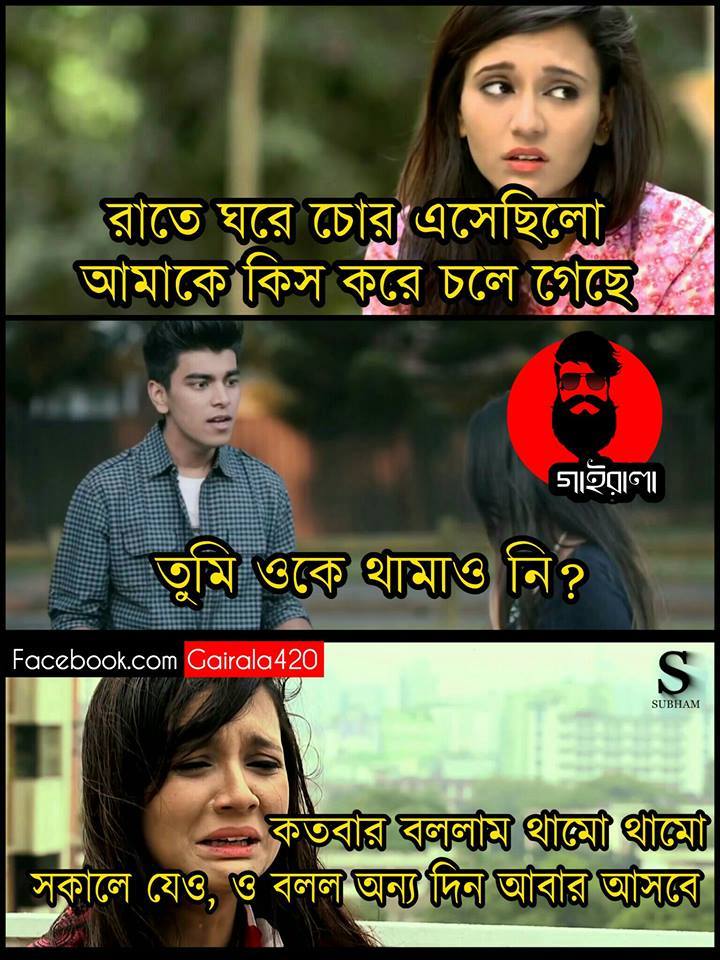 রাতে ঘরে চোর এসেছিলো
আমাকে কিস করে চলে গেছে
গাইরালা
তুমি ওকে থামাও নি?
Facebook.com Gairala420
S
SUBHAM
কতবার বললাম থামো থামো
সকালে যেও, ও বলল অন্য দিন আবার আসবে